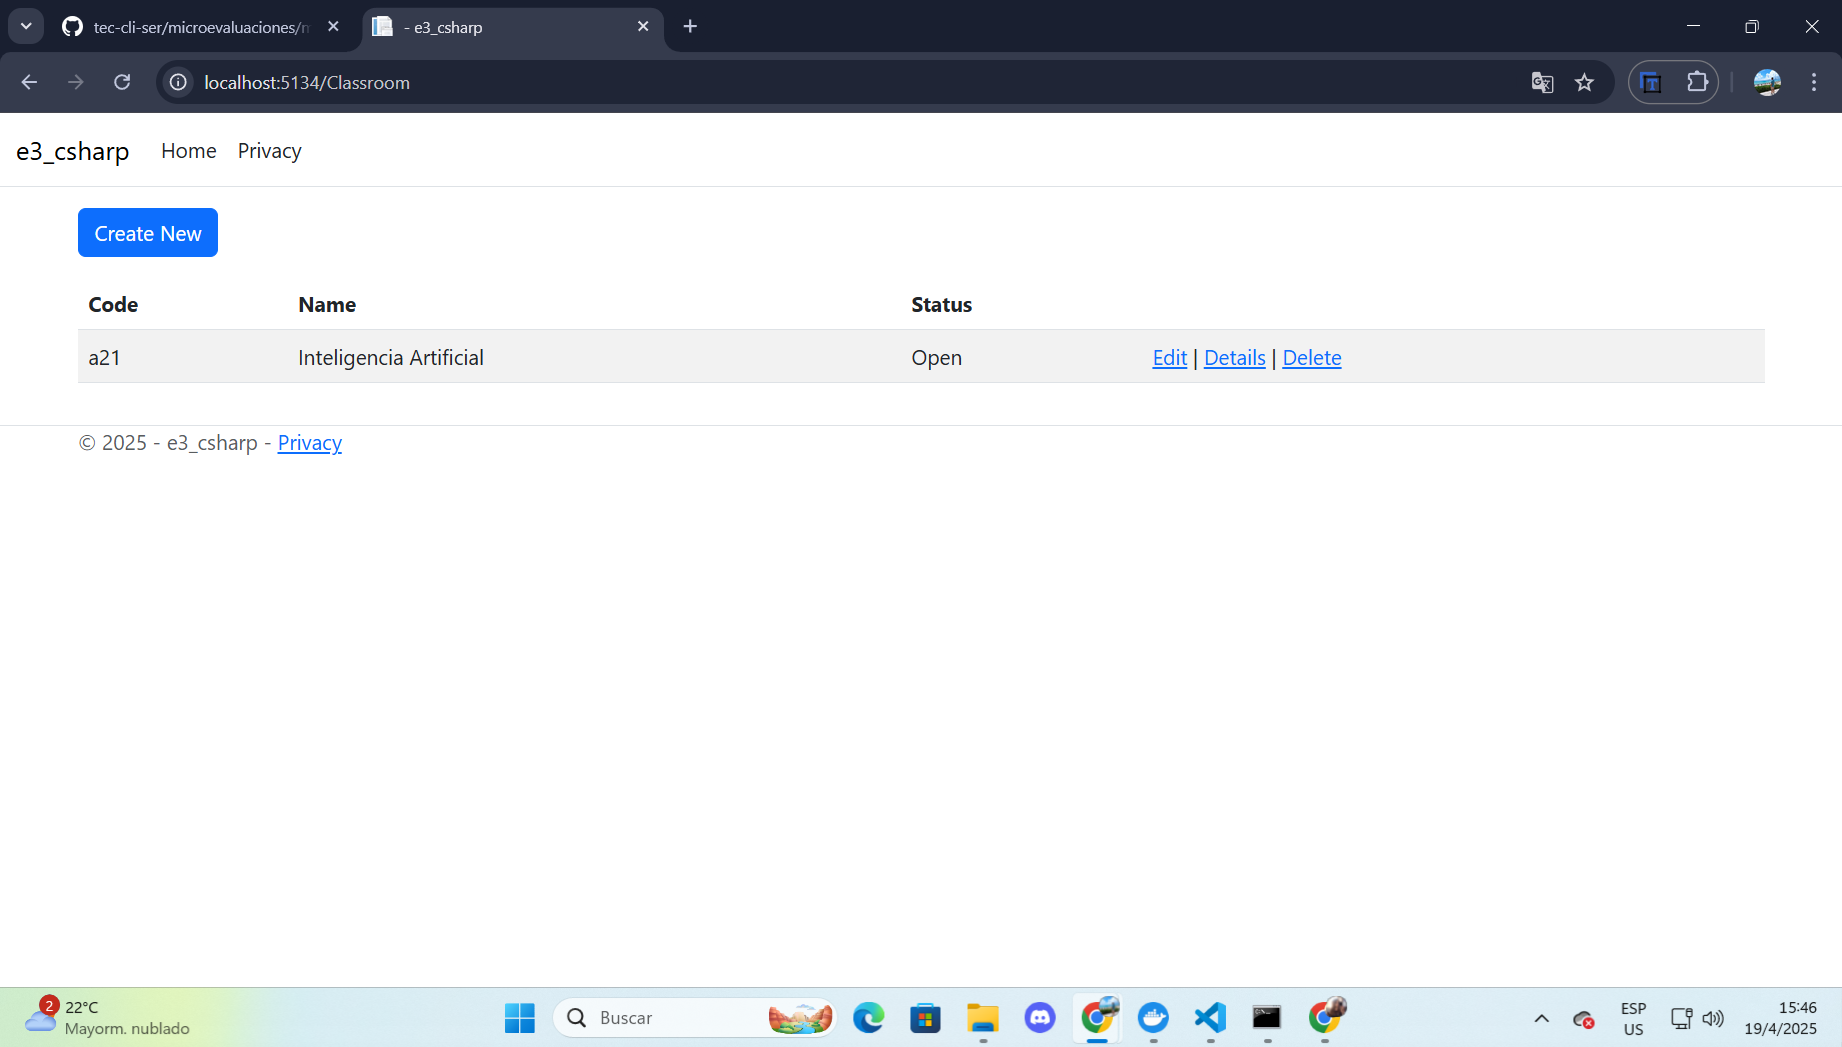 tec-cli-ser/microevaluaciones/
- e3_csharp
localhost:5134/Classroom
e3_csharp Home Privacy
Create New
Code Name Status
a21 Inteligencia Artificial Open Edit | Details | Delete
© 2025 - e3_csharp - Privacy
2
22°C
Mayorm. nublado
Buscar
ESP
US
15:46
19/4/2025